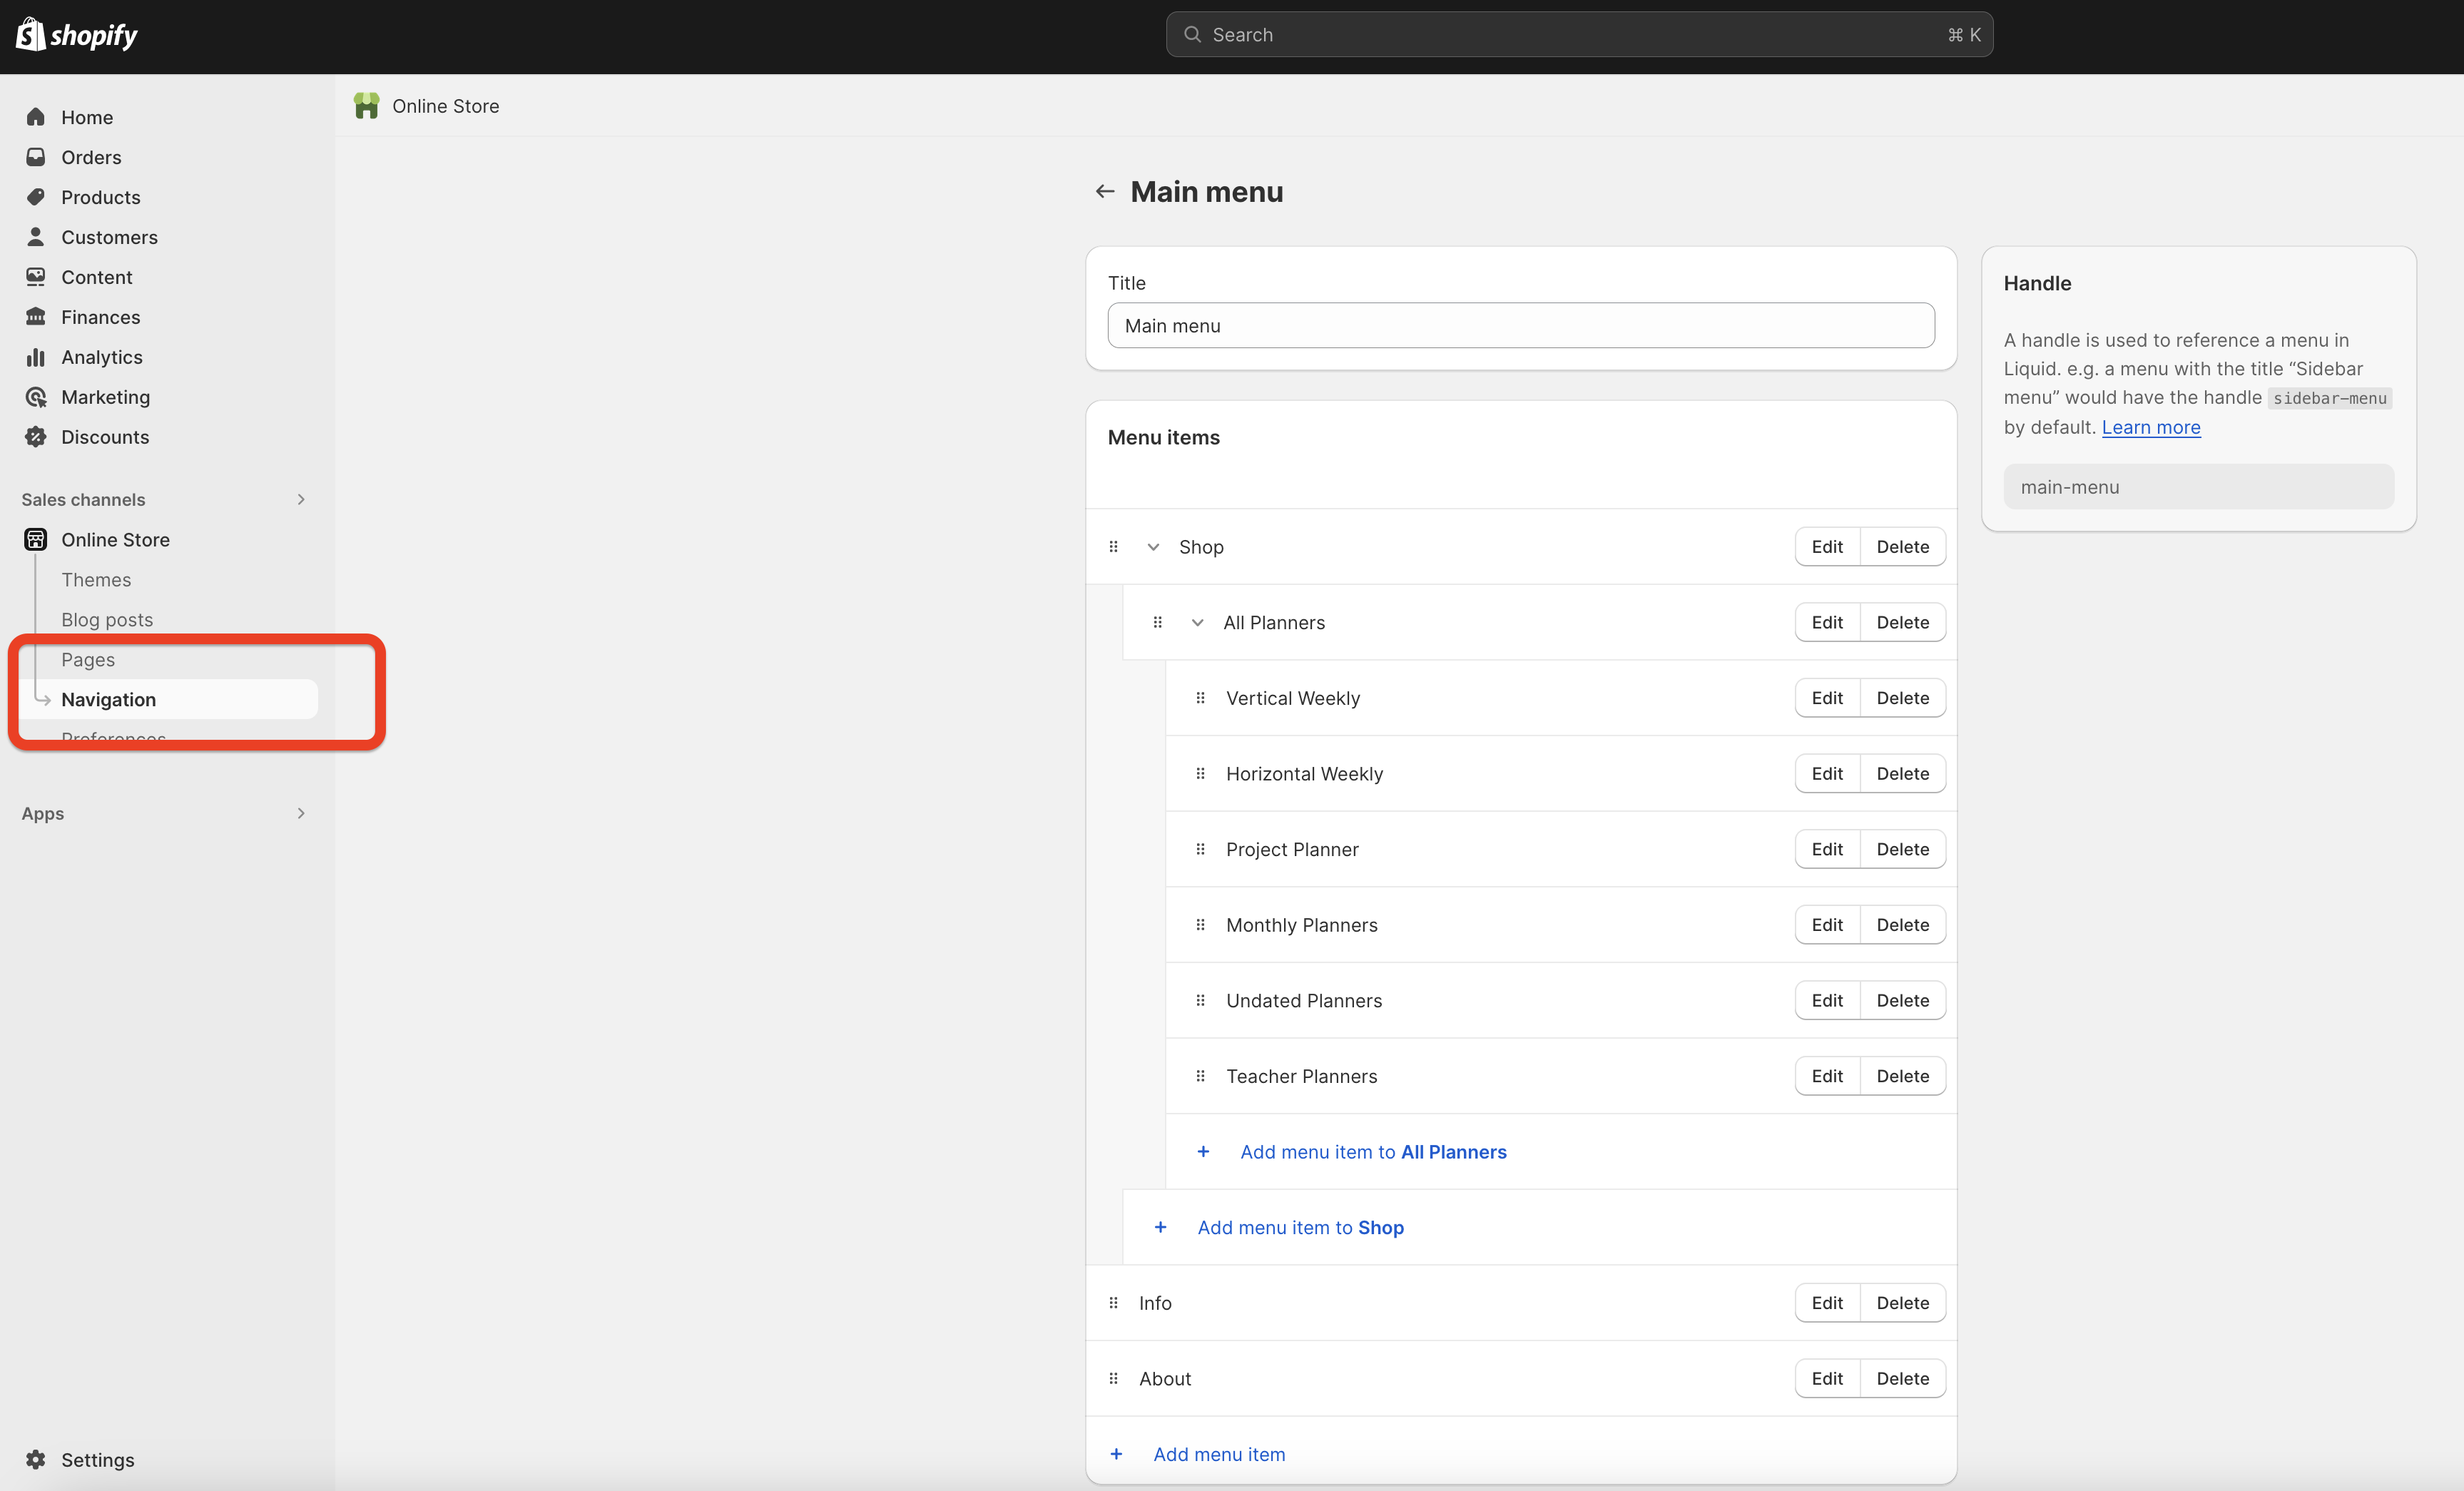 shopify
Search
⌘ K
Home
Orders
Products
Customers
Content
Finances
Analytics
Marketing
Discounts
Sales channels
Online Store
Themes
Blog posts
Pages
Navigation
Preferences
Apps
Settings
Online Store
Main menu
Title
Main menu
Menu items
Shop
Edit Delete
All Planners
Edit Delete
Vertical Weekly
Edit Delete
Horizontal Weekly
Edit Delete
Project Planner
Edit Delete
Monthly Planners
Edit Delete
Undated Planners
Edit Delete
Teacher Planners
Edit Delete
+ Add menu item to All Planners
+ Add menu item to Shop
Info
Edit Delete
About
Edit Delete
+ Add menu item
Handle
A handle is used to reference a menu in
Liquid. e.g. a menu with the title “Sidebar
menu” would have the handle sidebar-menu
by default. Learn more
main-menu